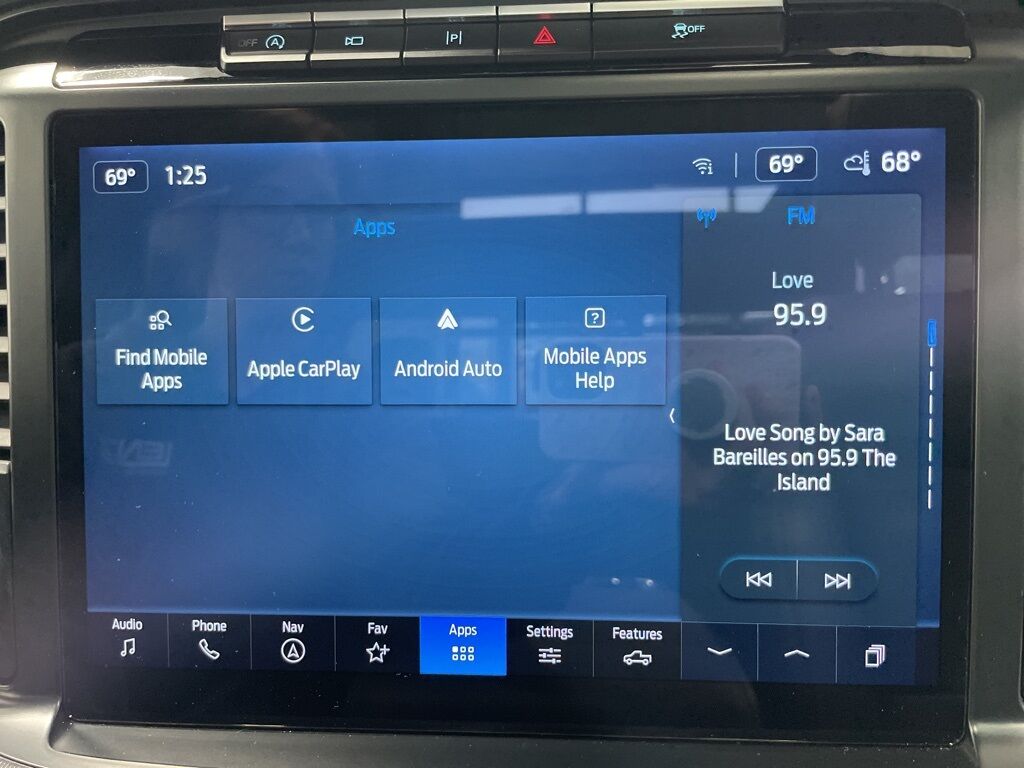 OFF
P
OFF
69°
1:25
1
69°
68°
Apps
FM
Find Mobile
Apps
Apple CarPlay
Android Auto
?
Mobile Apps
Help
Love
95.9
Love Song by Sara
Bareilles on 95.9 The
Island
Audio
Phone
Nav
Fav
Apps
Settings
Features